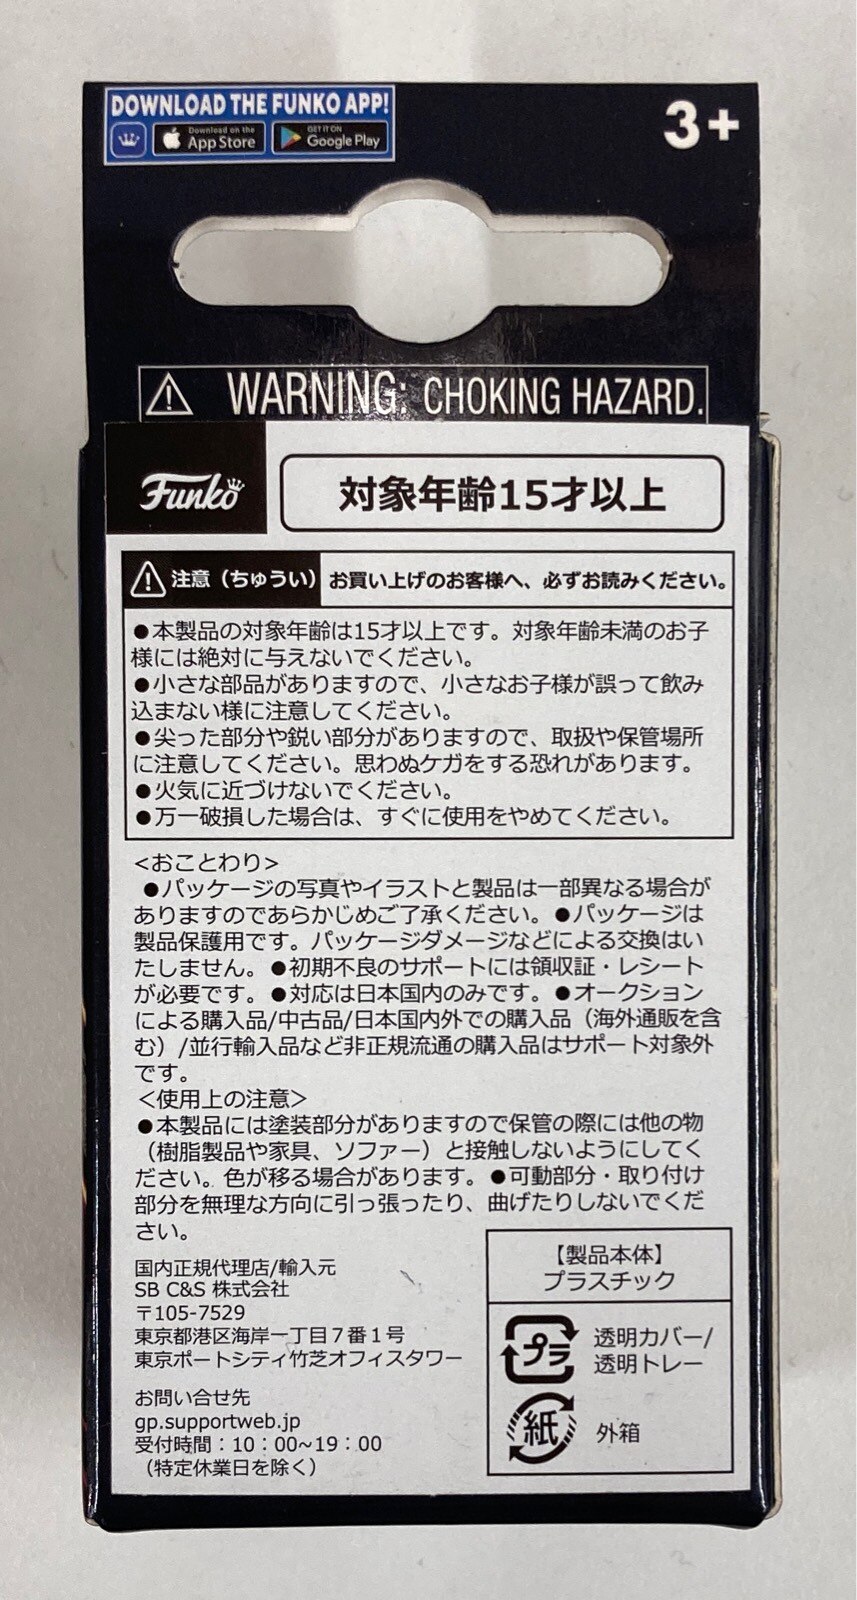 DOWNLOAD THE FUNKO APP!
Download on the
App Store
GET IT ON
Google Play
3+
WARNING: CHOKING HAZARD.
Funko
対象年齢15才以上
注意（ちゅうい）
お買い上げのお客様へ、必ずお読みください。
●本製品の対象年齢は15才以上です。対象年齢未満のお子
様には絶対に与えないでください。
●小さな部品がありますので、小さなお子様が誤って飲み
込まない様に注意してください。
●尖った部分や鋭い部分がありますので、取扱や保管場所
に注意してください。思わぬケガをする恐れがあります。
●火気に近づけないでください。
●万一破損した場合は、すぐに使用をやめてください。
<おことわり>
●パッケージの写真やイラストと製品は一部異なる場合が
ありますのであらかじめご了承ください。●パッケージは
製品保護用です。パッケージダメージなどによる交換はい
たしません。●初期不良のサポートには領収証・レシート
が必要です。●対応は日本国内のみです。●オークション
による購入品/中古品/日本国内外での購入品（海外通販を含
む）/並行輸入品など非正規流通の購入品はサポート対象外
です。
<使用上の注意>
●本製品には塗装部分がありますので保管の際には他の物
（樹脂製品や家具、ソファー）と接触しないようにしてく
ださい。色が移る場合があります。●可動部分・取り付け
部分を無理な方向に引っ張ったり、曲げたりしないでくだ
さい。
国内正規代理店/輸入元
SB C&S 株式会社
〒105-7529
東京都港区海岸一丁目７番１号
東京ポートシティ竹芝オフィスタワー
お問い合せ先
gp.supportweb.jp
受付時間：10：00~19：00
（特定休業日を除く）
【製品本体】
プラスチック
プラ
透明カバー/
透明トレー
紙
外箱